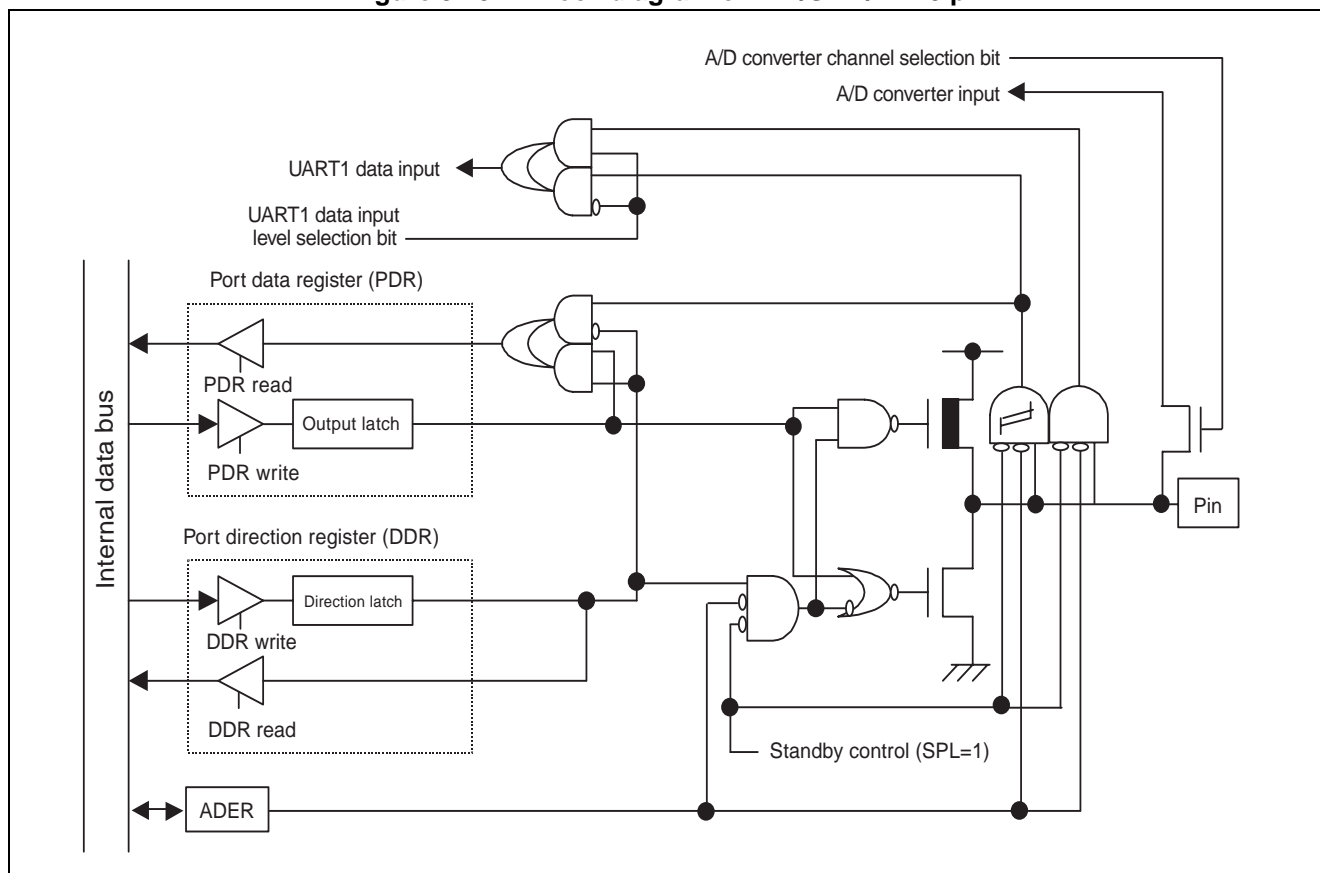 A/D converter channel selection bit
A/D converter input
UART1 data input
UART1 data input
level selection bit
Port data register (PDR)
PDR read
Output latch
PDR write
Internal data bus
Pin
Port direction register (DDR)
Direction latch
DDR write
DDR read
Standby control (SPL=1)
ADER